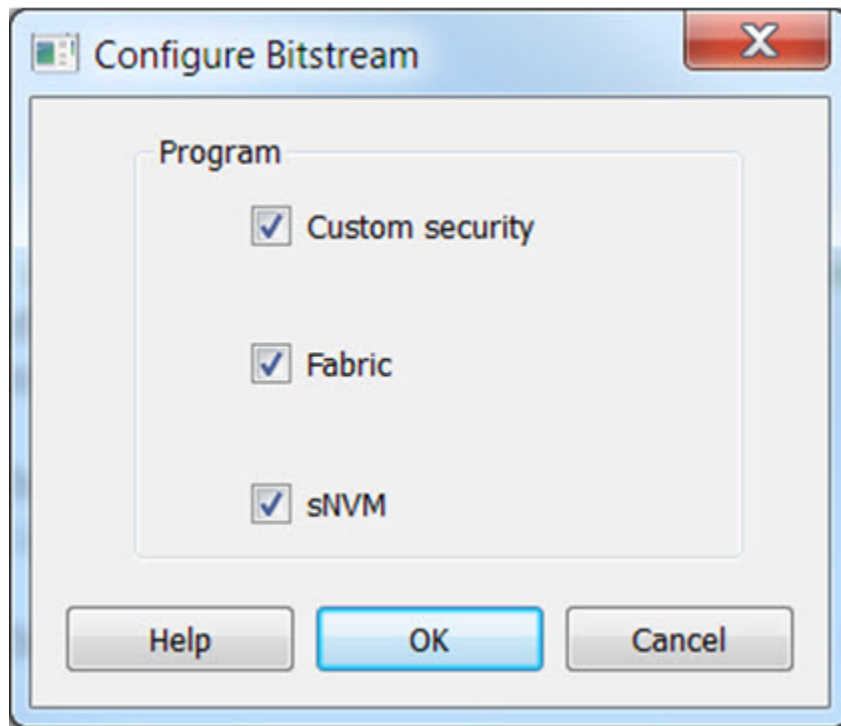 Configure Bitstream
Program
Custom security
Fabric
sNVM
Help OK Cancel